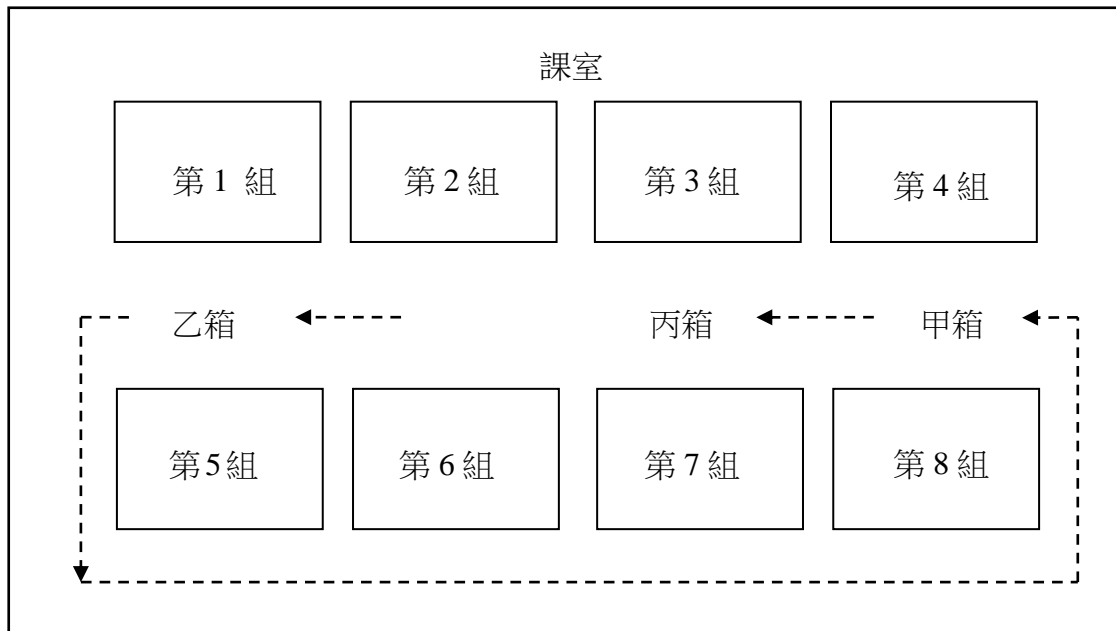 課室
第 1 組 第 2 組 第 3 組 第 4 組
乙箱 丙箱 甲箱
第 5 組 第 6 組 第 7 組 第 8 組